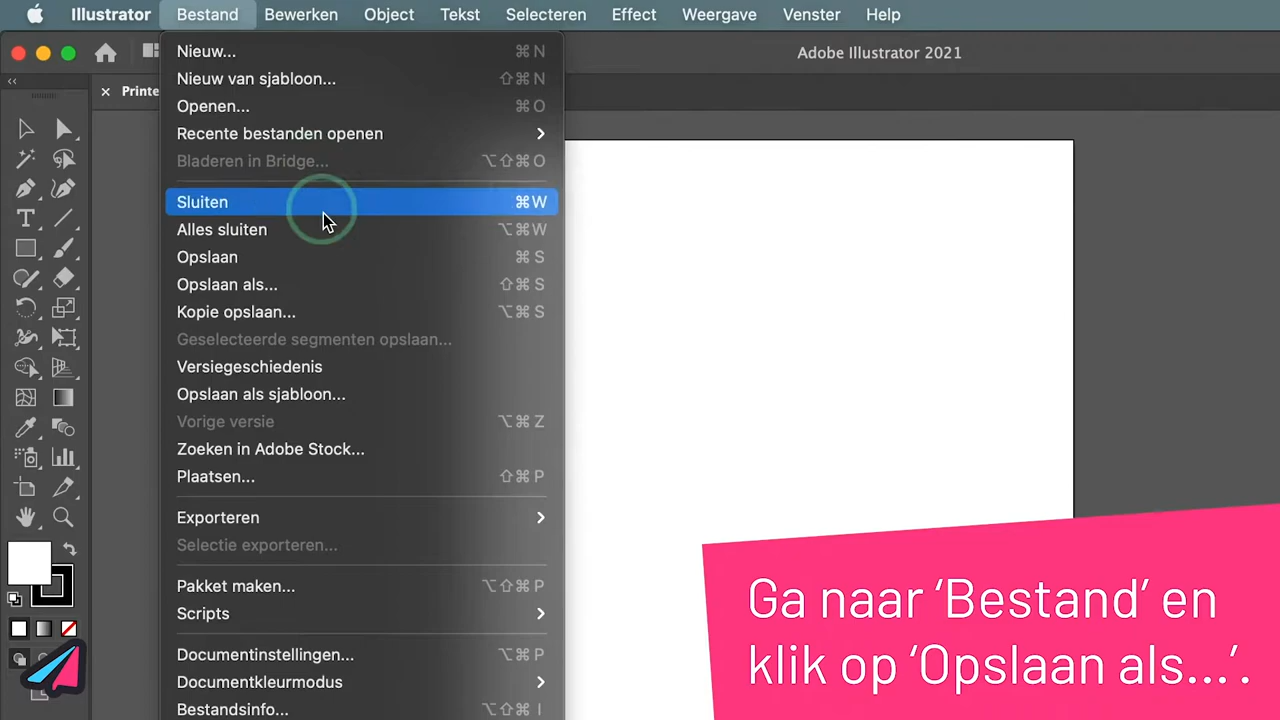 Illustrator Bestand Bewerken Object Tekst Selecteren Effect Weergave Venster Help
Adobe Illustrator 2021
Printe
Nieuw... ⌘ N
Nieuw van sjabloon... ⇧⌘ N
Openen... ⌘ O
Recente bestanden openen
Bladeren in Bridge... ⌥⇧⌘ O
Sluiten ⌘ W
Alles sluiten ⌥⌘ W
Opslaan ⌘ S
Opslaan als... ⇧⌘ S
Kopie opslaan... ⌥⌘ S
Geselecteerde segmenten opslaan...
Versiegeschiedenis
Opslaan als sjabloon...
Vorige versie ⌥⌘ Z
Zoeken in Adobe Stock...
Plaatsen... ⇧⌘ P
Exporteren
Selectie exporteren...
Pakket maken... ⌥⇧⌘ P
Scripts
Documentinstellingen... ⌥⌘ P
Documentkleurmodus
Bestandsinfo... ⌥⇧⌘ I
Ga naar ‘Bestand’ en
klik op ‘Opslaan als...’.